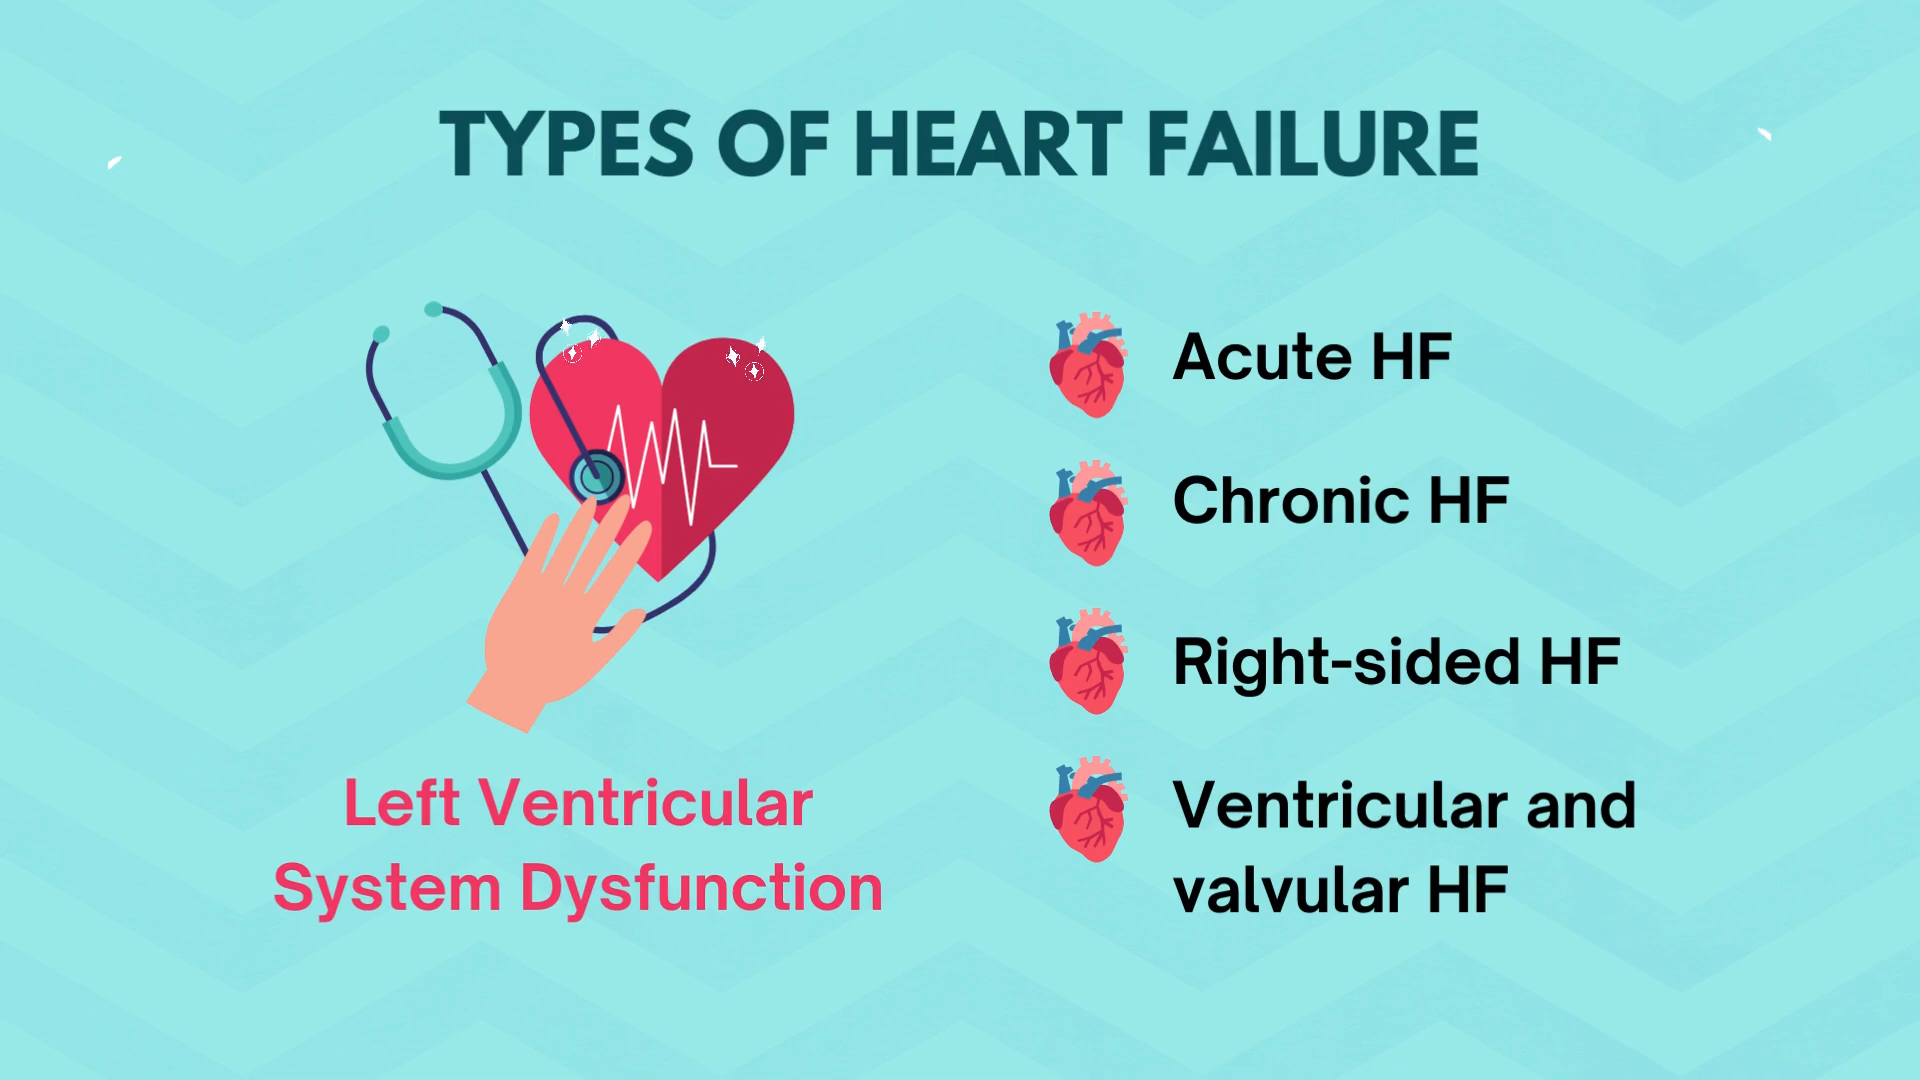 TYPES OF HEART FAILURE
Left Ventricular
System Dysfunction
Acute HF
Chronic HF
Right-sided HF
Ventricular and
valvular HF